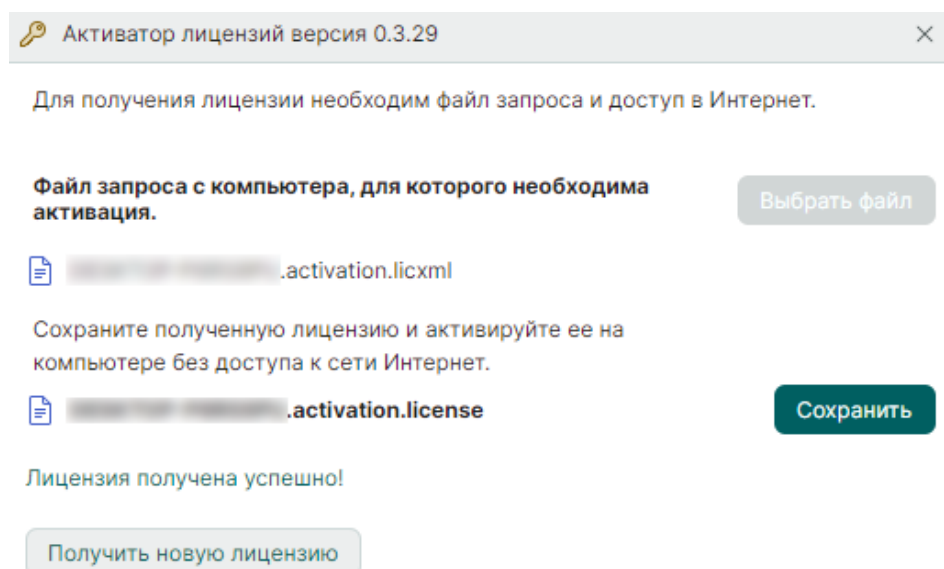 Активатор лицензий версия 0.3.29
Для получения лицензии необходим файл запроса и доступ в Интернет.
Файл запроса с компьютера, для которого необходима
активация.
Выбрать файл
.activation.licxml
Сохраните полученную лицензию и активируйте ее на
компьютере без доступа к сети Интернет.
.activation.license
Сохранить
Лицензия получена успешно!
Получить новую лицензию